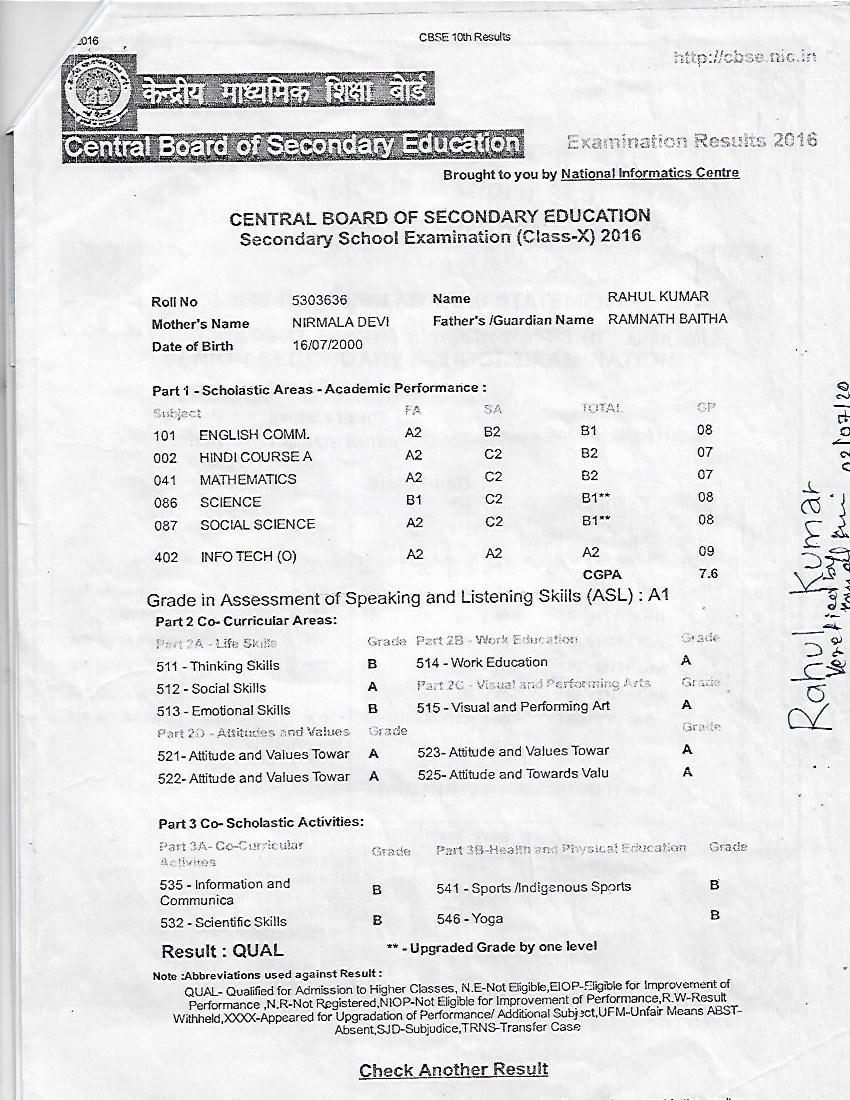 2016
CBSE 10th Results
http://cbse.nic.in
केन्द्रीय माध्यमिक शिक्षा बोर्ड
Central Board of Secondary Education
Examination Results 2016
Brought to you by National Informatics Centre
CENTRAL BOARD OF SECONDARY EDUCATION
Secondary School Examination (Class-X) 2016
Roll No 5303636 Name RAHUL KUMAR
Mother's Name NIRMALA DEVI Father's /Guardian Name RAMNATH BAITHA
Date of Birth 16/07/2000
Part 1 - Scholastic Areas - Academic Performance :
Subject FA SA TOTAL GP
101 ENGLISH COMM. A2 B2 B1 08
002 HINDI COURSE A A2 C2 B2 07
041 MATHEMATICS A2 C2 B2 07
086 SCIENCE B1 C2 B1** 08
087 SOCIAL SCIENCE A2 C2 B1** 08
402 INFO TECH (O) A2 A2 A2 09
CGPA 7.6
Grade in Assessment of Speaking and Listening Skills (ASL) : A1
Part 2 Co- Curricular Areas:
Part 2A - Life Skills Grade Part 2B - Work Education Grade
511 - Thinking Skills B 514 - Work Education A
512 - Social Skills A Part 2C - Visual and Performing Arts Grade
513 - Emotional Skills B 515 - Visual and Performing Art A
Part 2D - Attitudes and Values Grade Grade
521- Attitude and Values Towar A 523- Attitude and Values Towar A
522- Attitude and Values Towar A 525- Attitude and Towards Valu A
Part 3 Co- Scholastic Activities:
Part 3A- Co-Curricular Activites Grade Part 3B-Health and Physical Education Grade
535 - Information and Communica B 541 - Sports /Indigenous Sports B
532 - Scientific Skills B 546 - Yoga B
Result : QUAL ** - Upgraded Grade by one level
Note :Abbreviations used against Result :
QUAL- Qualified for Admission to Higher Classes, N.E-Not Eligible,EIOP-Eligible for Improvement of
Performance ,N.R-Not Registered,NIOP-Not Eligible for Improvement of Performance,R.W-Result
Withheld,XXXX-Appeared for Upgradation of Performance/ Additional Subject,UFM-Unfair Means ABST-
Absent,SJD-Subjudice,TRNS-Transfer Case
Check Another Result
Rahul Kumar
02/07/20